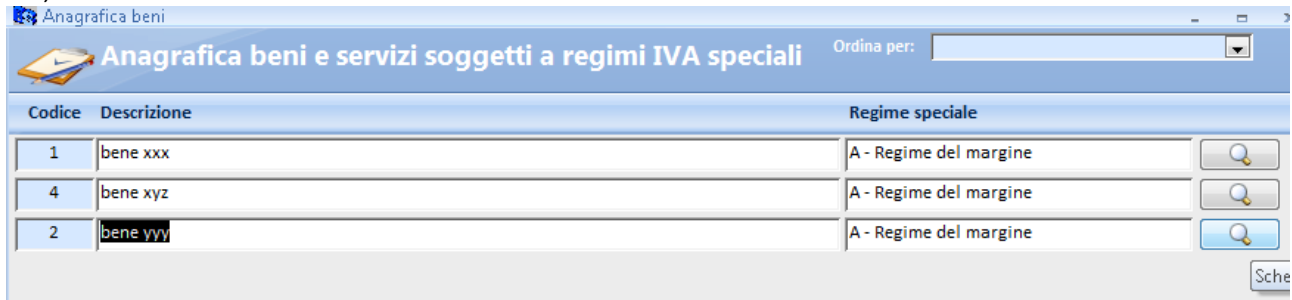 Anagrafica beni
Anagrafica beni e servizi soggetti a regimi IVA speciali Ordina per:
Codice Descrizione Regime speciale
1 bene xxx A - Regime del margine
4 bene xyz A - Regime del margine
2 bene yyy A - Regime del margine
Sche